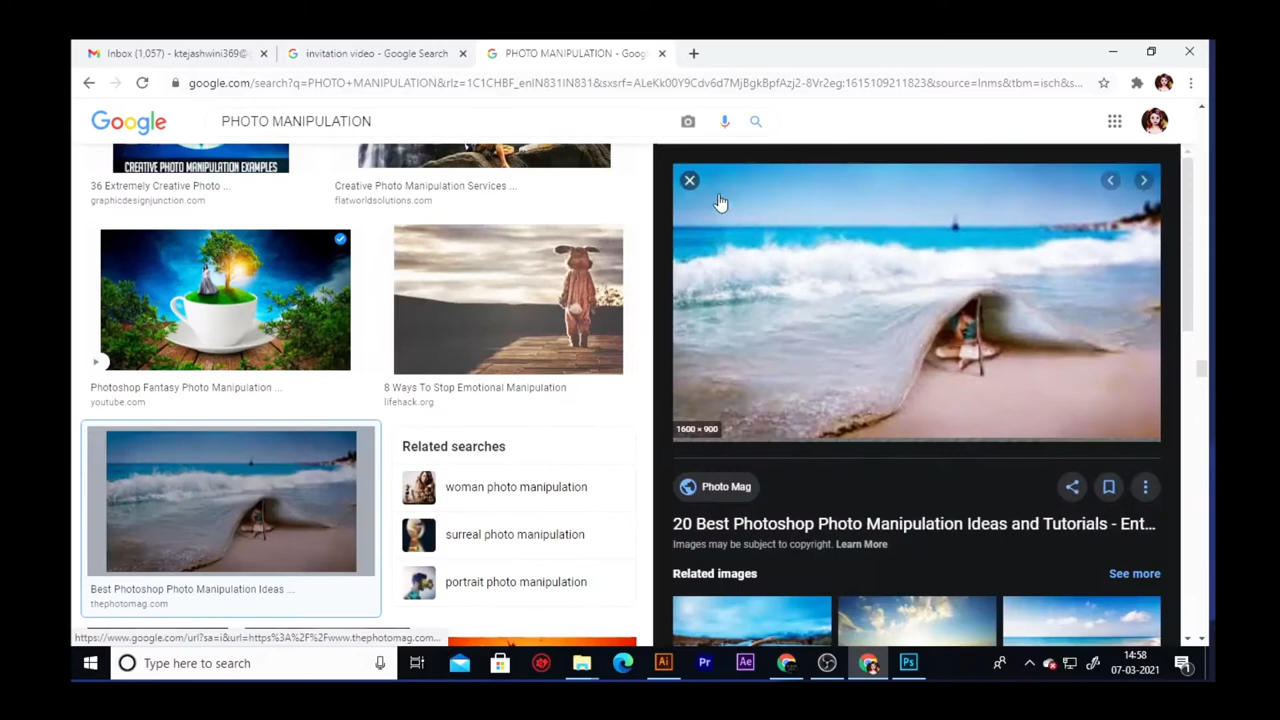 Inbox (1,057) - ktejashwini369@
invitation video - Google Search
PHOTO MANIPULATION - Goog
google.com/search?q=PHOTO+MANIPULATION&rlz=1C1CHBF_enIN831IN831&sxsrf=ALeKk00Y9Cdv6d7MjBgkBpfAzj2-8Vr2eg:1615109211823&source=lnms&tbm=isch&s...
Google
PHOTO MANIPULATION
CREATIVE PHOTO MANIPULATION EXAMPLES
36 Extremely Creative Photo ...
graphicdesignjunction.com
Creative Photo Manipulation Services ...
flatworldsolutions.com
Photoshop Fantasy Photo Manipulation ...
youtube.com
8 Ways To Stop Emotional Manipulation
lifehack.org
Best Photoshop Photo Manipulation Ideas ...
thephotomag.com
Related searches
woman photo manipulation
surreal photo manipulation
portrait photo manipulation
1600 × 900
Photo Mag
20 Best Photoshop Photo Manipulation Ideas and Tutorials - Ent...
Images may be subject to copyright. Learn More
Related images
See more
https://www.google.com/url?sa=i&url=https%3A%2F%2Fwww.thephotomag.com...
Type here to search
Ai
Pr
Ae
Ps
14:58
07-03-2021
1